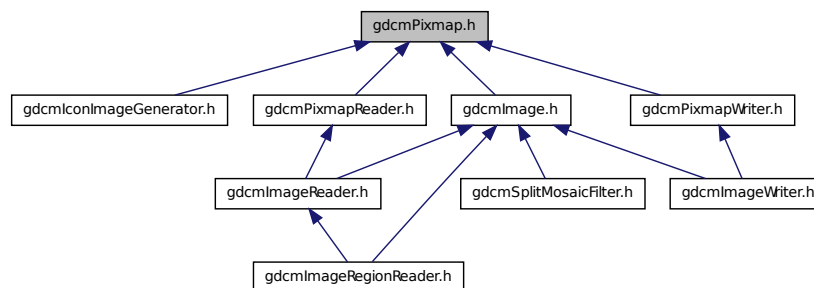 gdcmPixmap.h
gdcmIconImageGenerator.h
gdcmPixmapReader.h
gdcmImage.h
gdcmPixmapWriter.h
gdcmImageReader.h
gdcmSplitMosaicFilter.h
gdcmImageWriter.h
gdcmImageRegionReader.h